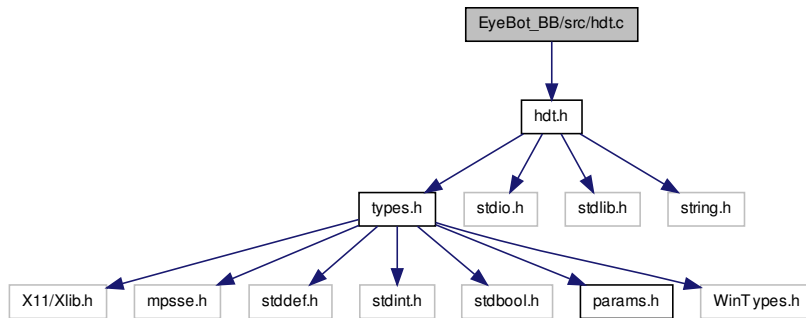 EyeBot_BB/src/hdt.c
hdt.h
types.h stdio.h stdlib.h string.h
X11/Xlib.h mpsse.h stddef.h stdint.h stdbool.h params.h WinTypes.h